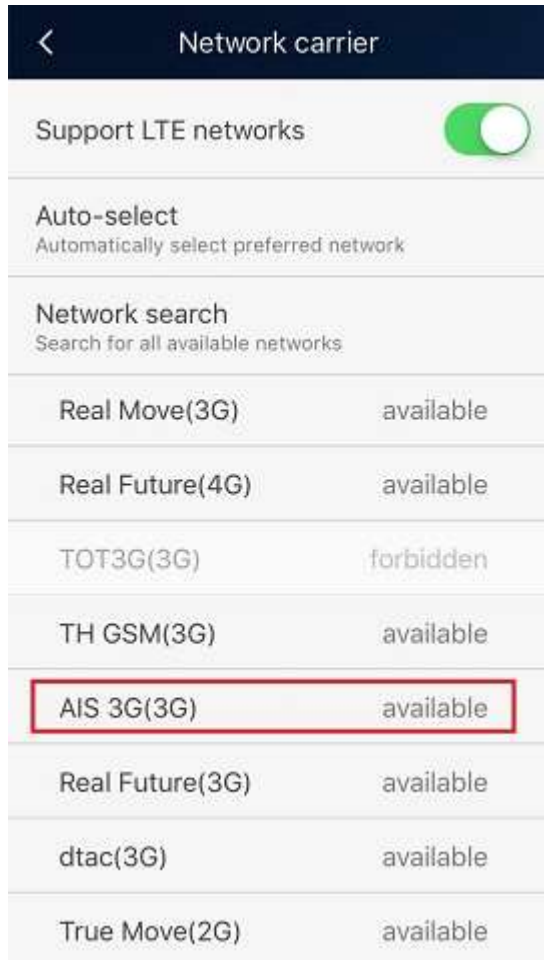 Network carrier
Support LTE networks
Auto-select
Automatically select preferred network
Network search
Search for all available networks
Real Move(3G) available
Real Future(4G) available
TOT3G(3G) forbidden
TH GSM(3G) available
AIS 3G(3G) available
Real Future(3G) available
dtac(3G) available
True Move(2G) available